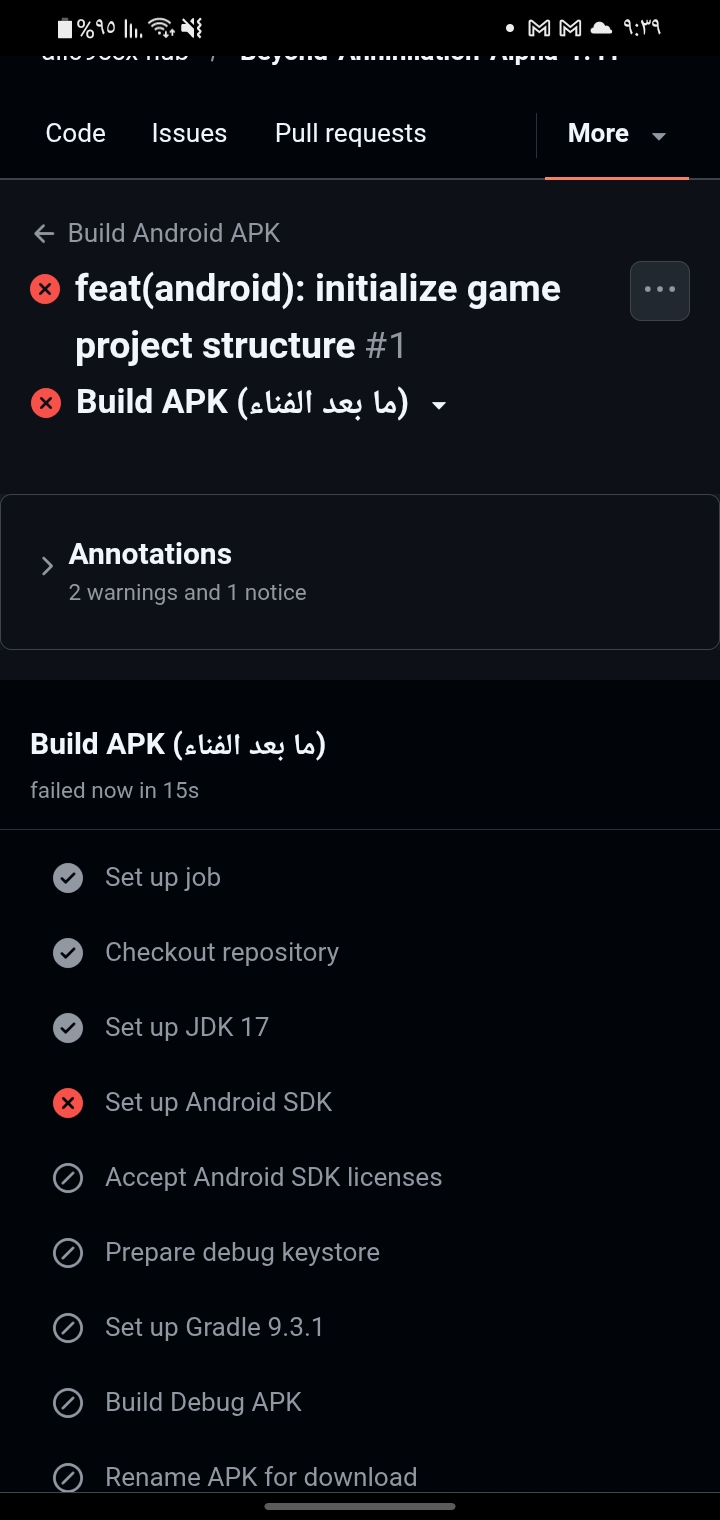 %٩٥
٩:٣٩
Code
Issues
Pull requests
More
Build Android APK
feat(android): initialize game
project structure #1
Build APK (ما بعد الفناء)
Annotations
2 warnings and 1 notice
Build APK (ما بعد الفناء)
failed now in 15s
Set up job
Checkout repository
Set up JDK 17
Set up Android SDK
Accept Android SDK licenses
Prepare debug keystore
Set up Gradle 9.3.1
Build Debug APK
Rename APK for download